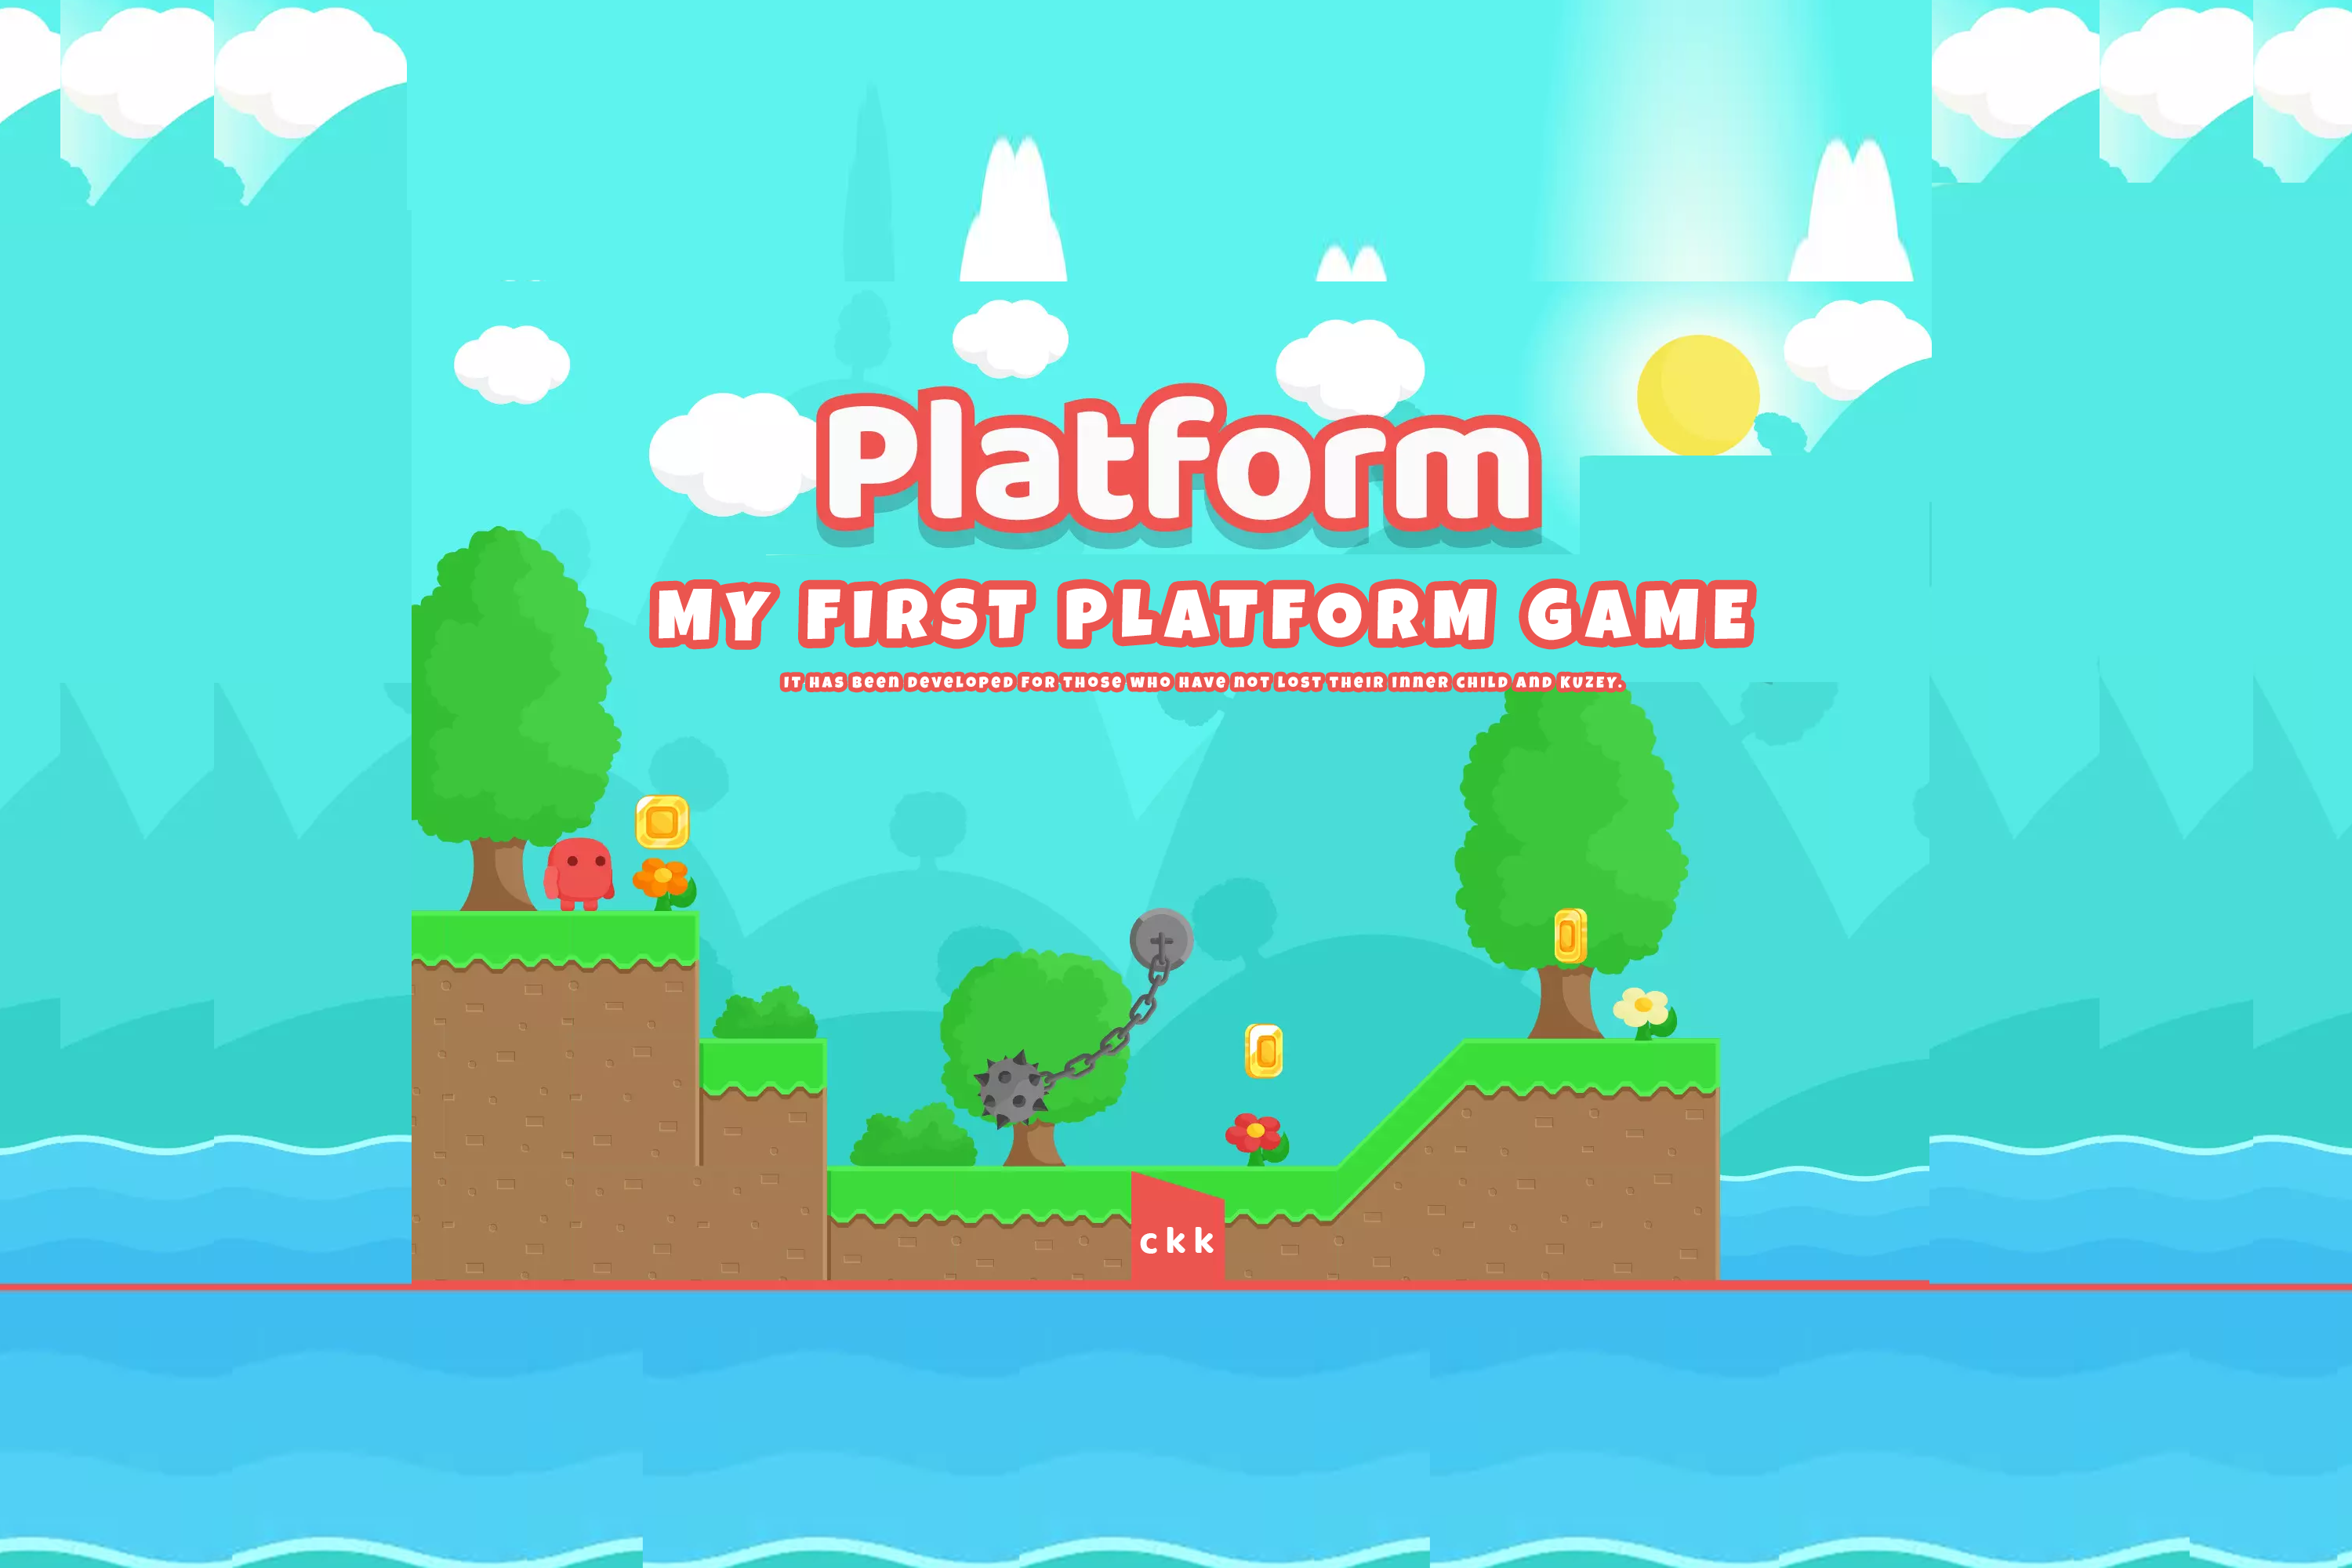 Platform
MY FIRST PLATFORM GAME
IT HAS BEEN DEVELOPED FOR THOSE WHO HAVE NOT LOST THEIR INNER CHILD AND KUZEY.
ckk